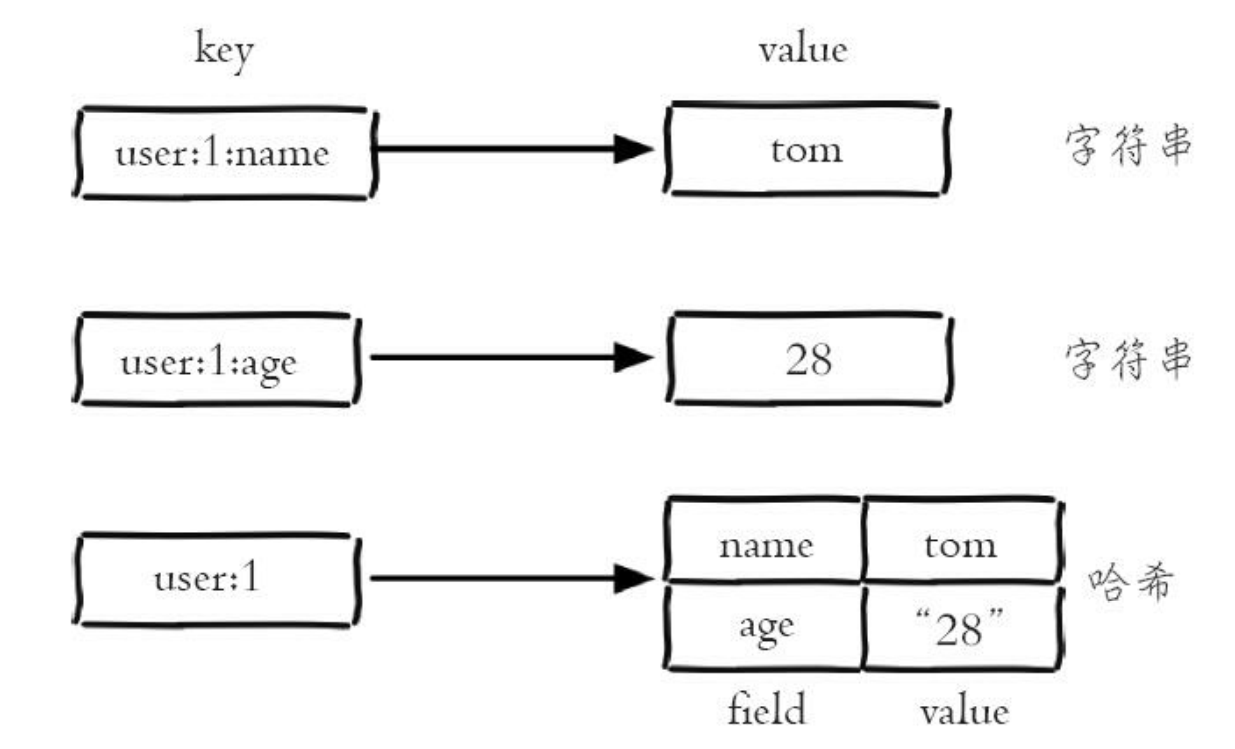 key value
user:1:name tom 字符串
user:1:age 28 字符串
name tom
user:1 哈希
age “28”
field value